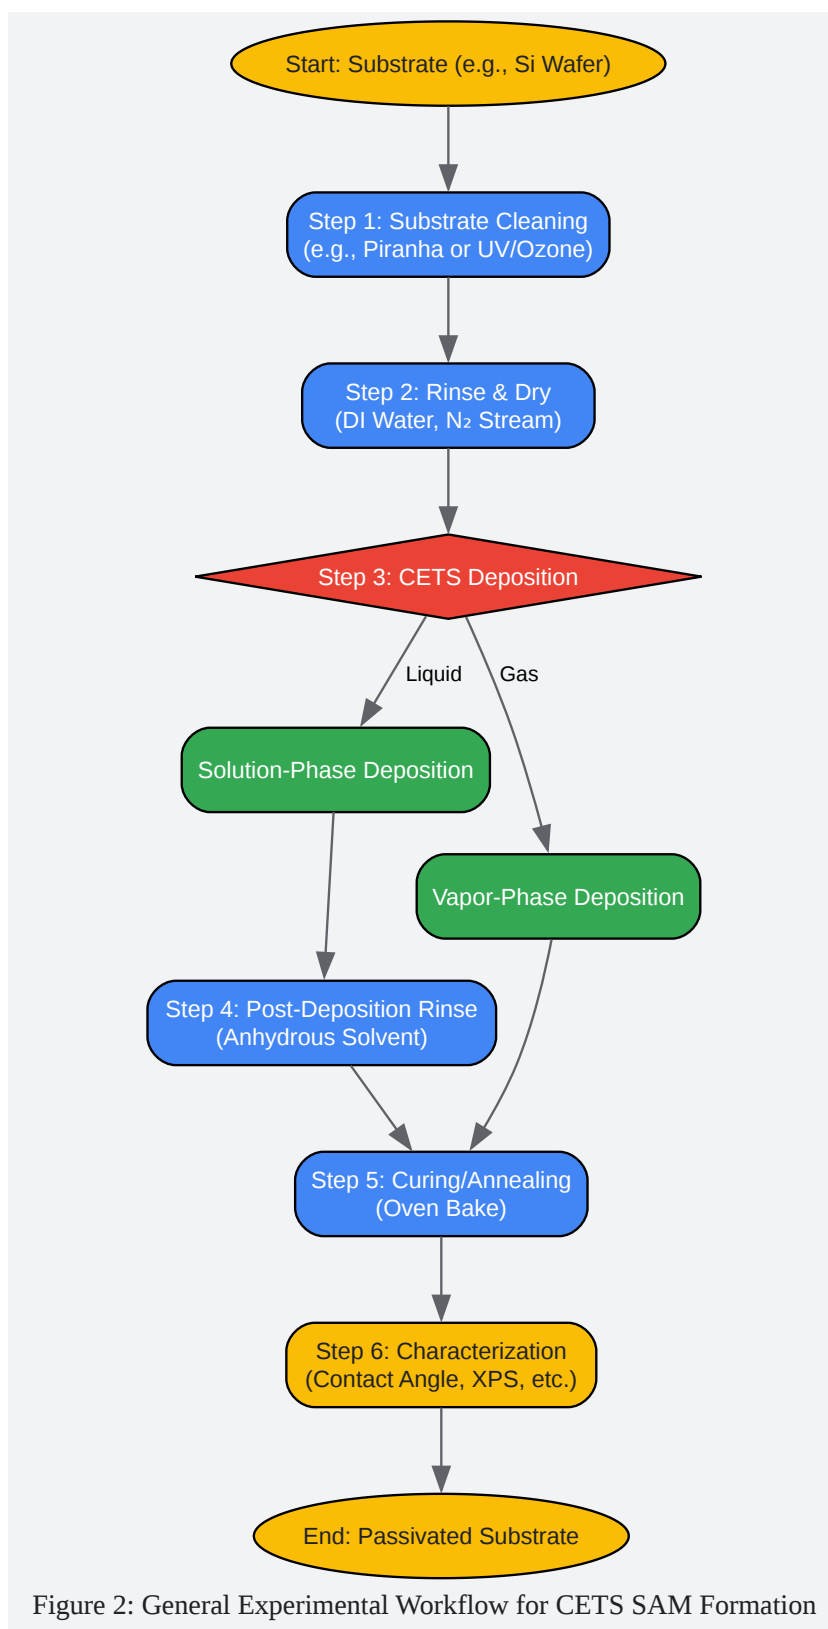 Start: Substrate (e.g., Si Wafer)
Step 1: Substrate Cleaning
(e.g., Piranha or UV/Ozone)
Step 2: Rinse & Dry
(DI Water, N₂ Stream)
Step 3: CETS Deposition
Liquid
Gas
Solution-Phase Deposition
Vapor-Phase Deposition
Step 4: Post-Deposition Rinse
(Anhydrous Solvent)
Step 5: Curing/Annealing
(Oven Bake)
Step 6: Characterization
(Contact Angle, XPS, etc.)
End: Passivated Substrate
Figure 2: General Experimental Workflow for CETS SAM Formation